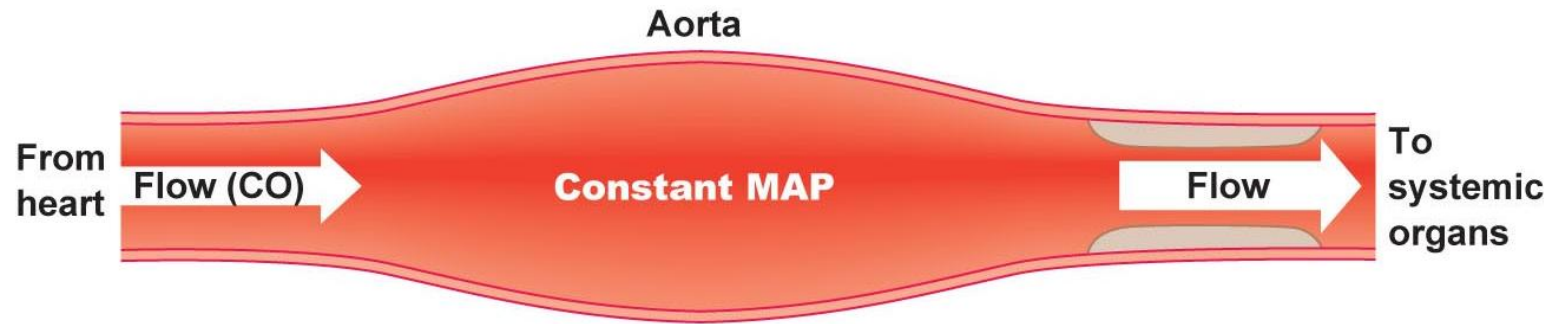 Aorta
From
heart
Flow (CO)
Constant MAP
Flow
To
systemic
organs